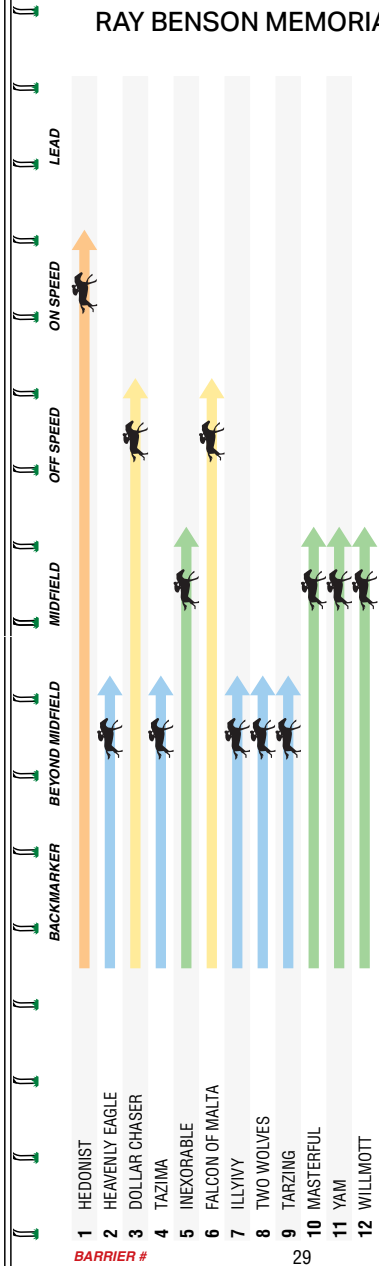 RAY BENSON MEMORIA
LEAD
ON SPEED
OFF SPEED
MIDFIELD
BEYOND MIDFIELD
BACKMARKER
1 HEDONIST
2 HEAVENLY EAGLE
3 DOLLAR CHASER
4 TAZIMA
5 INEXORABLE
6 FALCON OF MALTA
7 ILLYIVY
8 TWO WOLVES
9 TARZING
10 MASTERFUL
11 YAM
12 WILLMOTT
BARRIER #
29